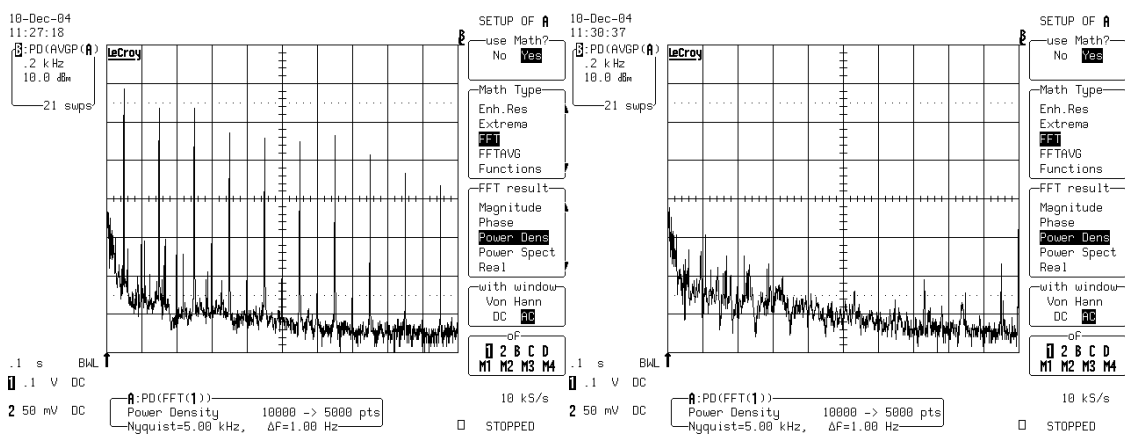 10-Dec-04
11:27:18
B:PD(AVGP(A)
.2 kHz
10.0 dBm
21 swps
LeCroy
SETUP OF A
use Math?
No Yes
Math Type
Enh.Res
Extrema
FFT
FFTAVG
Functions
FFT result
Magnitude
Phase
Power Dens
Power Spect
Real
with window
Von Hann
DC AC
of
1 2 B C D
M1 M2 M3 M4
.1 s BWL
1 .1 V DC
2 50 mV DC
A:PD(FFT(1))
Power Density 10000 -> 5000 pts
Nyquist=5.00 kHz, ΔF=1.00 Hz
10 kS/s
STOPPED
10-Dec-04
11:30:37
B:PD(AVGP(A)
.2 kHz
10.0 dBm
21 swps
LeCroy
SETUP OF A
use Math?
No Yes
Math Type
Enh.Res
Extrema
FFT
FFTAVG
Functions
FFT result
Magnitude
Phase
Power Dens
Power Spect
Real
with window
Von Hann
DC AC
of
1 2 B C D
M1 M2 M3 M4
.1 s BWL
1 .1 V DC
2 50 mV DC
A:PD(FFT(1))
Power Density 10000 -> 5000 pts
Nyquist=5.00 kHz, ΔF=1.00 Hz
10 kS/s
STOPPED